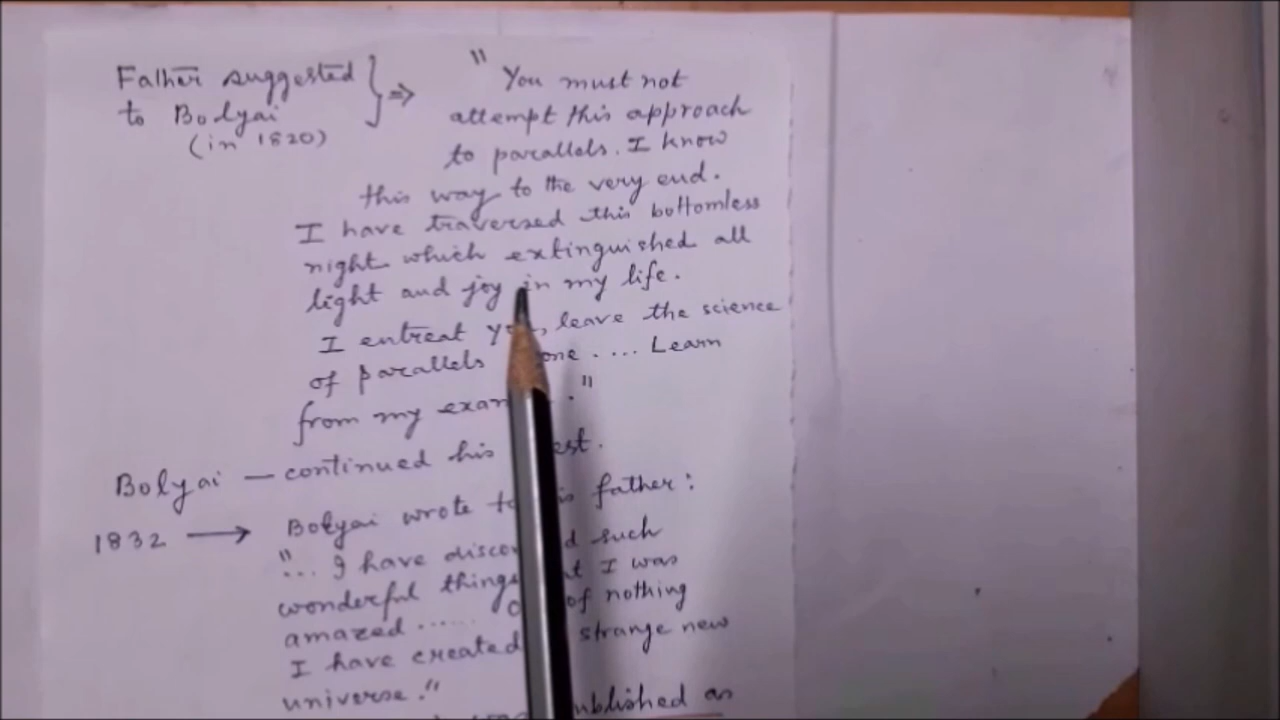 Father suggested
to Bolyai
(in 1820)
} ⇒
"You must not
attempt this approach
to parallels. I know
this way to the very end.
I have traversed this bottomless
night which extinguished all
light and joy in my life.
I entreat you, leave the science
of parallels .... Learn
from my "
Bolyai — continued his
1832 → Bolyai wrote father:
"... I have such
wonderful I was
amazed ...... of nothing
I have created strange new
universe."
as